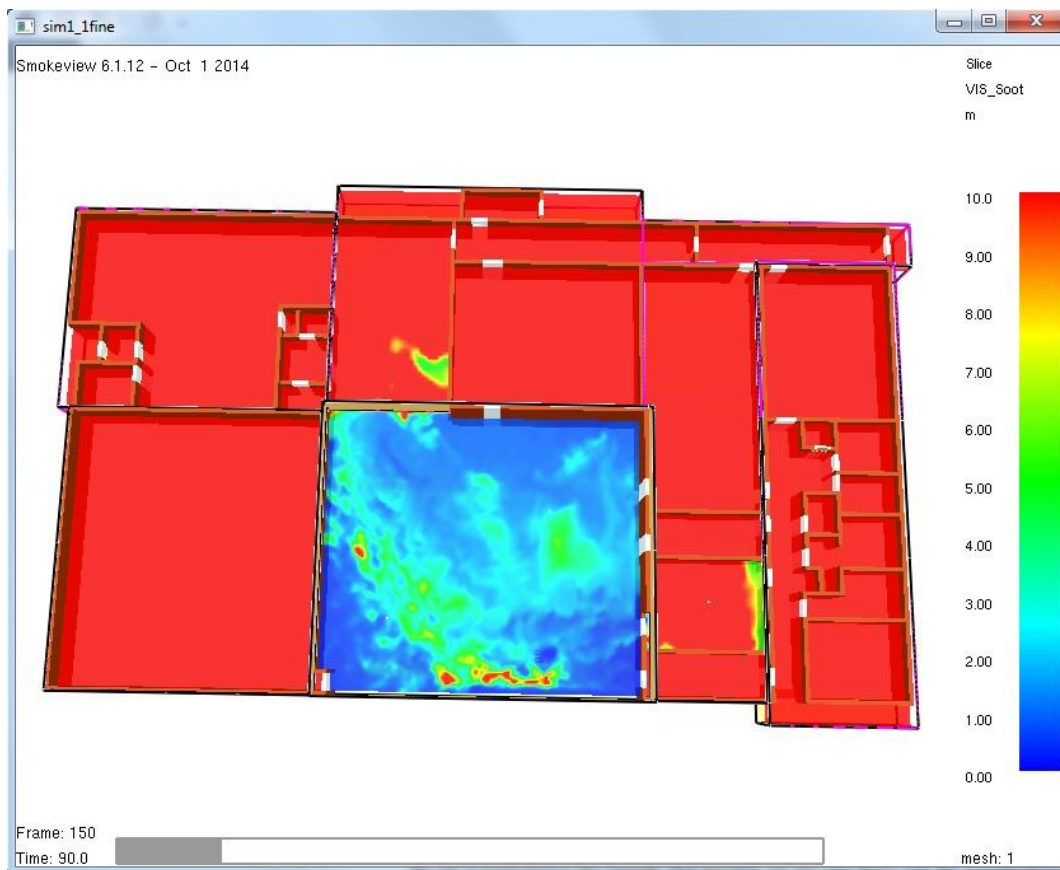 sim1_1fine
Smokeview 6.1.12 - Oct 1 2014
Slice
VIS_Soot
m
10.0
9.00
8.00
7.00
6.00
5.00
4.00
3.00
2.00
1.00
0.00
Frame: 150
Time: 90.0
mesh: 1